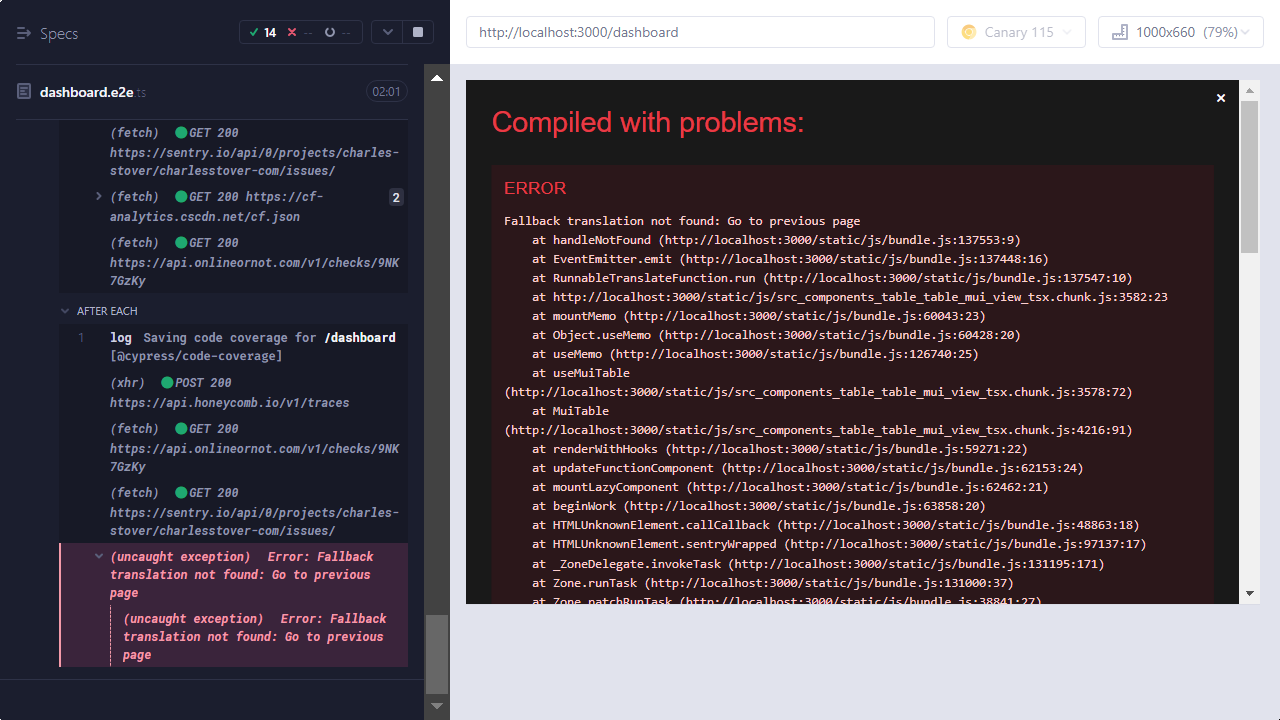 Specs
14 -- --
dashboard.e2e.ts 02:01
(fetch) GET 200
https://sentry.io/api/0/projects/charles-
stover/charlesstover-com/issues/
(fetch) GET 200 https://cf-
analytics.cscdn.net/cf.json
2
(fetch) GET 200
https://api.onlineornot.com/v1/checks/9NK
7GzKy
AFTER EACH
1 log Saving code coverage for /dashboard
[@cypress/code-coverage]
(xhr) POST 200
https://api.honeycomb.io/v1/traces
(fetch) GET 200
https://api.onlineornot.com/v1/checks/9NK
7GzKy
(fetch) GET 200
https://sentry.io/api/0/projects/charles-
stover/charlesstover-com/issues/
(uncaught exception) Error: Fallback
translation not found: Go to previous
page
(uncaught exception) Error: Fallback
translation not found: Go to previous
page
http://localhost:3000/dashboard
Canary 115
1000x660 (79%)
Compiled with problems:
×
ERROR
Fallback translation not found: Go to previous page
at handleNotFound (http://localhost:3000/static/js/bundle.js:137553:9)
at EventEmitter.emit (http://localhost:3000/static/js/bundle.js:137448:16)
at RunnableTranslateFunction.run (http://localhost:3000/static/js/bundle.js:137547:10)
at http://localhost:3000/static/js/src_components_table_table_mui_view_tsx.chunk.js:3582:23
at mountMemo (http://localhost:3000/static/js/bundle.js:60043:23)
at Object.useMemo (http://localhost:3000/static/js/bundle.js:60428:20)
at useMemo (http://localhost:3000/static/js/bundle.js:126740:25)
at useMuiTable
(http://localhost:3000/static/js/src_components_table_table_mui_view_tsx.chunk.js:3578:72)
at MuiTable
(http://localhost:3000/static/js/src_components_table_table_mui_view_tsx.chunk.js:4216:91)
at renderWithHooks (http://localhost:3000/static/js/bundle.js:59271:22)
at updateFunctionComponent (http://localhost:3000/static/js/bundle.js:62153:24)
at mountLazyComponent (http://localhost:3000/static/js/bundle.js:62462:21)
at beginWork (http://localhost:3000/static/js/bundle.js:63858:20)
at HTMLUnknownElement.callCallback (http://localhost:3000/static/js/bundle.js:48863:18)
at HTMLUnknownElement.sentryWrapped (http://localhost:3000/static/js/bundle.js:97137:17)
at _ZoneDelegate.invokeTask (http://localhost:3000/static/js/bundle.js:131195:171)
at Zone.runTask (http://localhost:3000/static/js/bundle.js:131000:37)
at Zone.patchRunTask (http://localhost:3000/static/js/bundle.js:38841:27)